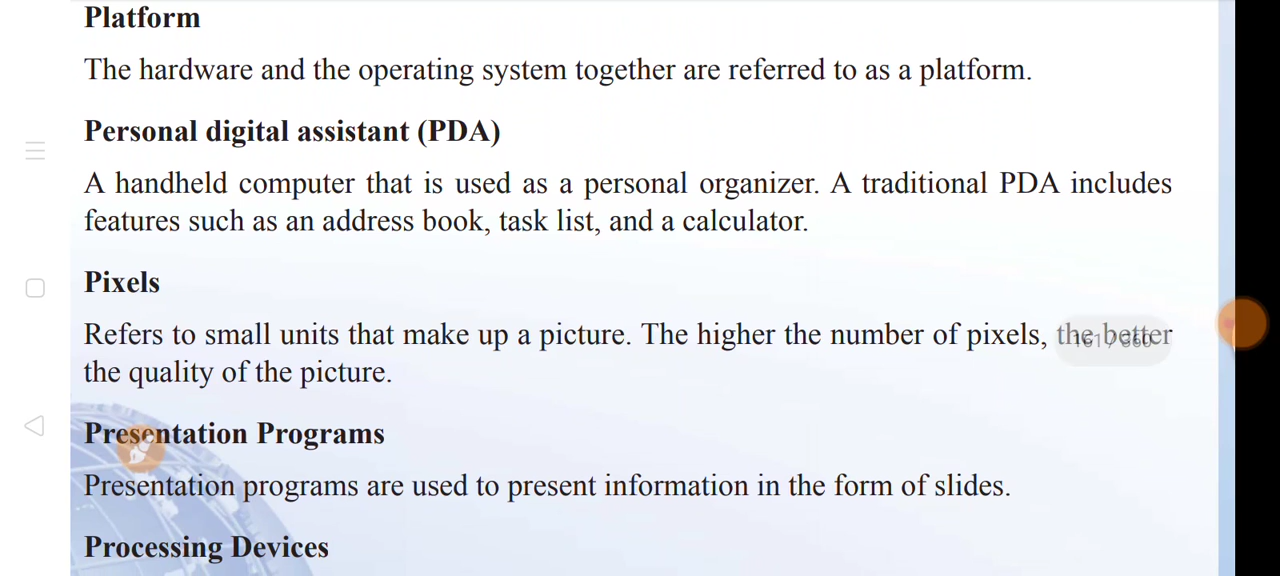 Platform
The hardware and the operating system together are referred to as a platform.
Personal digital assistant (PDA)
A handheld computer that is used as a personal organizer. A traditional PDA includes
features such as an address book, task list, and a calculator.
Pixels
Refers to small units that make up a picture. The higher the number of pixels, the better
the quality of the picture.
Presentation Programs
Presentation programs are used to present information in the form of slides.
Processing Devices